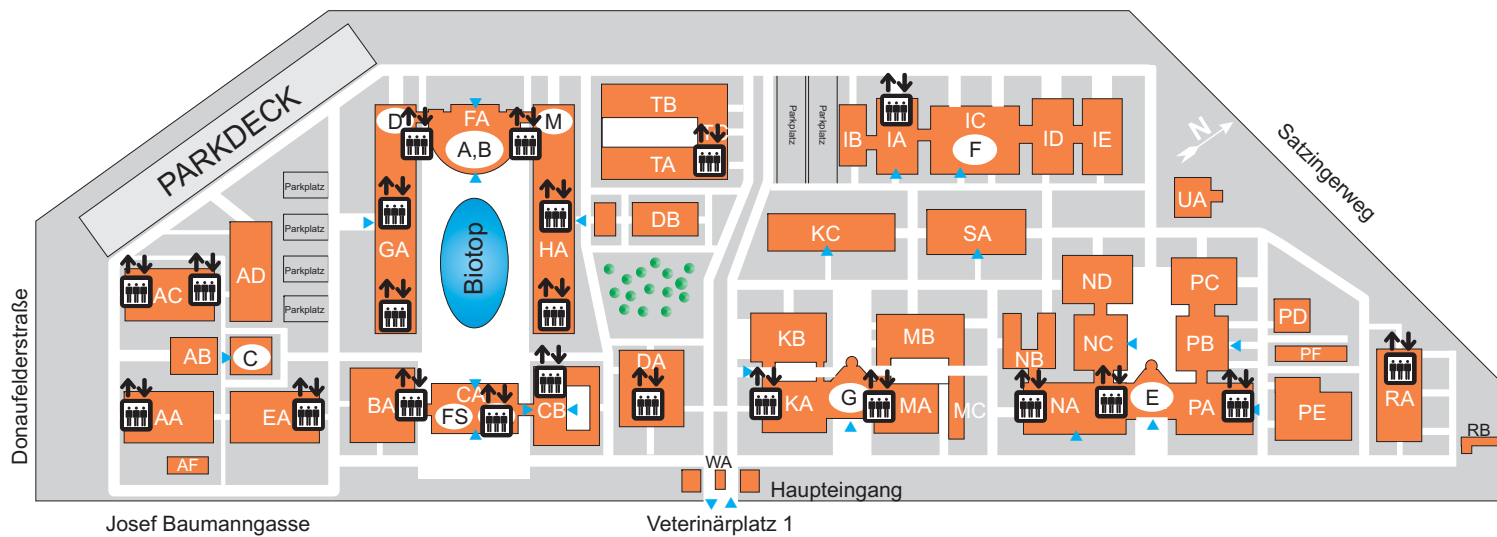 PARKDECK
D
FA
M
A,B
TB
TA
Parkplatz
Parkplatz
IB
IA
IC
F
ID
IE
N
Satzingerweg
Parkplatz
Parkplatz
Parkplatz
Parkplatz
UA
GA
Biotop
HA
DB
KC
SA
AD
AC
ND
PC
AB
C
KB
MB
NB
NC
PB
PD
PF
DA
Donaufelderstraße
AA
EA
BA
CA
FS
CB
KA
G
MA
MC
NA
E
PA
PE
RA
RB
AF
WA
Haupteingang
Josef Baumanngasse
Veterinärplatz 1